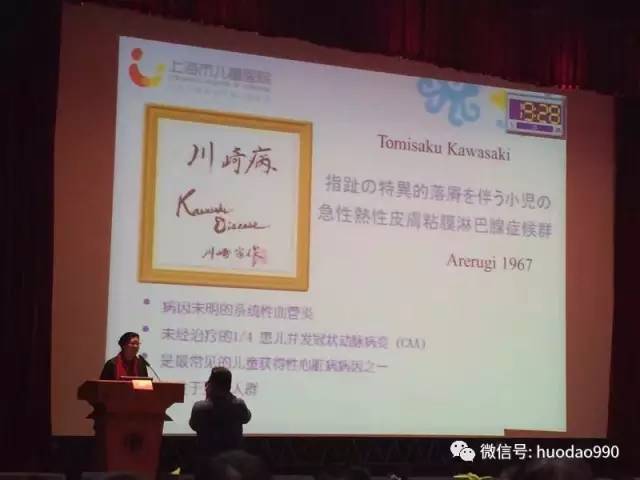 上海市儿童医院
19:28
川崎病
Kawasaki
Disease
川崎富作
Tomisaku Kawasaki
指趾の特異的落屑を伴う小児の
急性熱性皮膚粘膜淋巴腺症候群
Arerugi 1967
• 病因未明的系统性血管炎
• 未经治疗的1/4 患儿并发冠状动脉病变 (CAA)
• 是最常见的儿童获得性心脏病病因之一
人群
微信号: huodao990